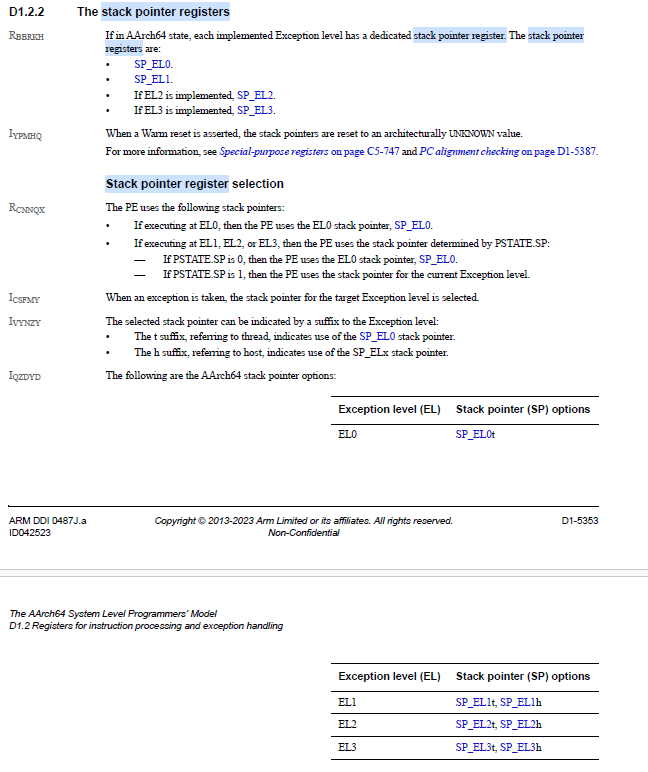 D1.2.2 The stack pointer registers
RBBRKH If in AArch64 state, each implemented Exception level has a dedicated stack pointer register. The stack pointer
registers are:
• SP_EL0.
• SP_EL1.
• If EL2 is implemented, SP_EL2.
• If EL3 is implemented, SP_EL3.
IYPMHQ When a Warm reset is asserted, the stack pointers are reset to an architecturally UNKNOWN value.
For more information, see Special-purpose registers on page C5-747 and PC alignment checking on page D1-5387.
Stack pointer register selection
RCNNQX The PE uses the following stack pointers:
• If executing at EL0, then the PE uses the EL0 stack pointer, SP_EL0.
• If executing at EL1, EL2, or EL3, then the PE uses the stack pointer determined by PSTATE.SP:
— If PSTATE.SP is 0, then the PE uses the EL0 stack pointer, SP_EL0.
— If PSTATE.SP is 1, then the PE uses the stack pointer for the current Exception level.
ICSFMY When an exception is taken, the stack pointer for the target Exception level is selected.
IVYNZY The selected stack pointer can be indicated by a suffix to the Exception level:
• The t suffix, referring to thread, indicates use of the SP_EL0 stack pointer.
• The h suffix, referring to host, indicates use of the SP_ELx stack pointer.
IQZDYD The following are the AArch64 stack pointer options:
Exception level (EL) Stack pointer (SP) options
EL0 SP_EL0t
ARM DDI 0487J.a Copyright © 2013-2023 Arm Limited or its affiliates. All rights reserved. D1-5353
ID042523 Non-Confidential
The AArch64 System Level Programmers' Model
D1.2 Registers for instruction processing and exception handling
Exception level (EL) Stack pointer (SP) options
EL1 SP_EL1t, SP_EL1h
EL2 SP_EL2t, SP_EL2h
EL3 SP_EL3t, SP_EL3h